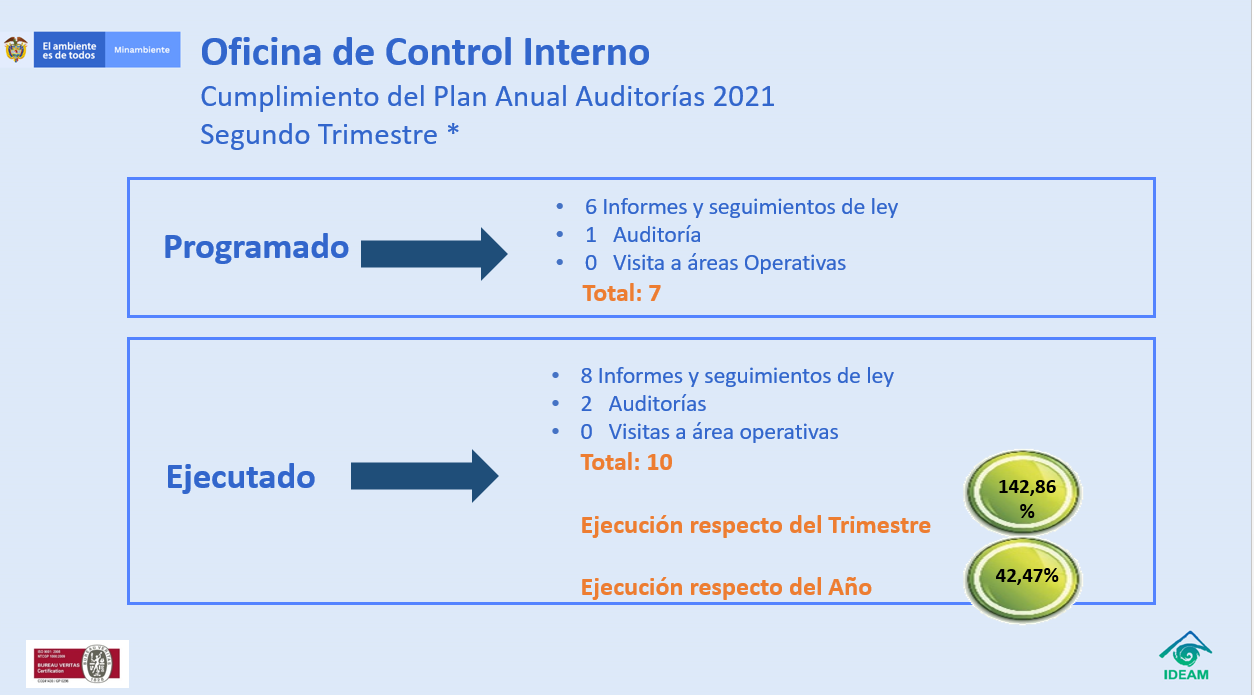 El ambiente
es de todos
Minambiente
Oficina de Control Interno
Cumplimiento del Plan Anual Auditorías 2021
Segundo Trimestre *
Programado
• 6 Informes y seguimientos de ley
• 1 Auditoría
• 0 Visita a áreas Operativas
Total: 7
Ejecutado
• 8 Informes y seguimientos de ley
• 2 Auditorías
• 0 Visitas a área operativas
Total: 10
142,86
%
Ejecución respecto del Trimestre
42,47%
Ejecución respecto del Año
BUREAU VERITAS
Certification
IDEAM